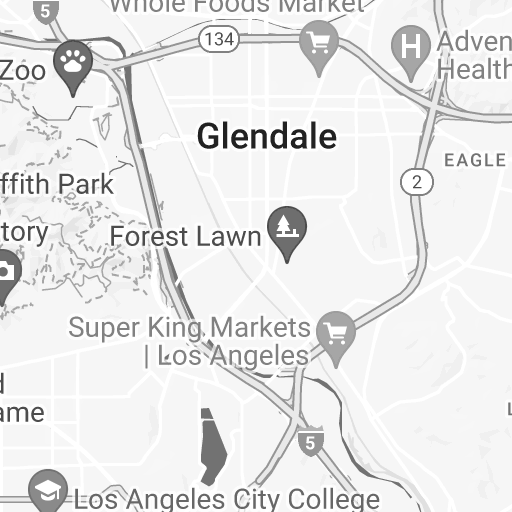 5
Whole Foods Market
134
H
Adven
Health
Zoo
Glendale
EAGLE
2
ffith Park
tory
Forest Lawn
Super King Markets
| Los Angeles
d
ame
L
5
Los Angeles City College